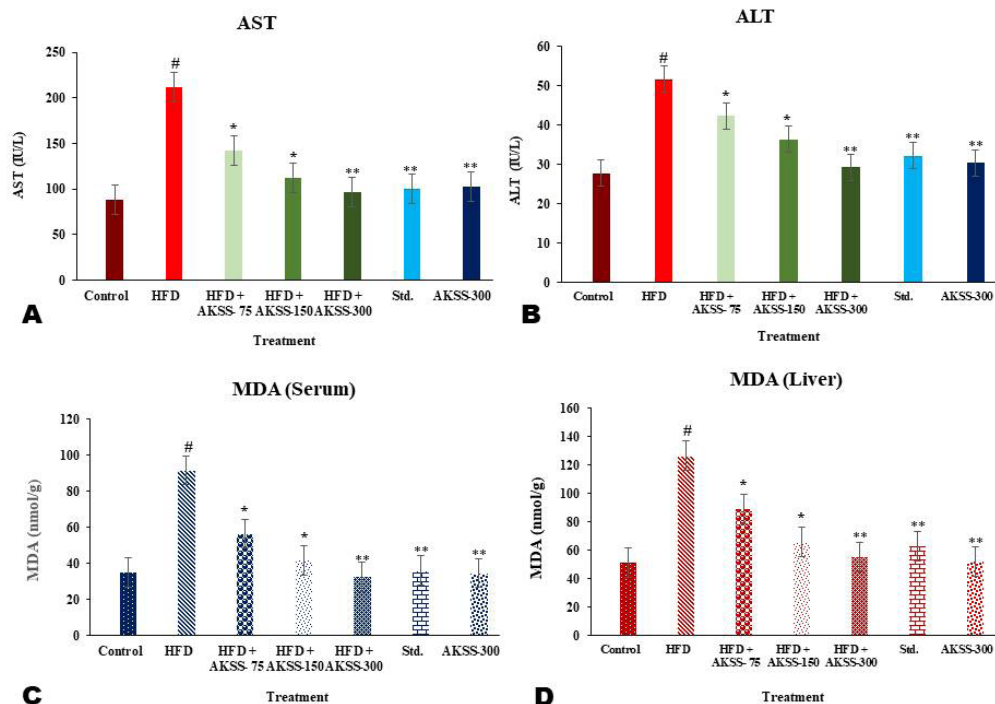 AST
AST (IU/L)
250
200
150
100
50
0
#
*
*
**
**
**
Control
HFD
HFD +
AKSS- 75
HFD +
AKSS-150
HFD +
AKSS-300
Std.
AKSS-300
Treatment
A
ALT
ALT (IU/L)
60
50
40
30
20
10
0
#
*
*
**
**
**
Control
HFD
HFD +
AKSS- 75
HFD +
AKSS-150
HFD +
AKSS-300
Std.
AKSS-300
Treatment
B
MDA (Serum)
MDA (nmol/g)
120
100
80
60
40
20
0
#
*
*
**
**
**
Control
HFD
HFD +
AKSS- 75
HFD +
AKSS-150
HFD +
AKSS-300
Std.
AKSS-300
Treatment
C
MDA (Liver)
MDA (nmol/g)
160
140
120
100
80
60
40
20
0
#
*
*
**
**
**
Control
HFD
HFD +
AKSS- 75
HFD +
AKSS-150
HFD +
AKSS-300
Std.
AKSS-300
Treatment
D